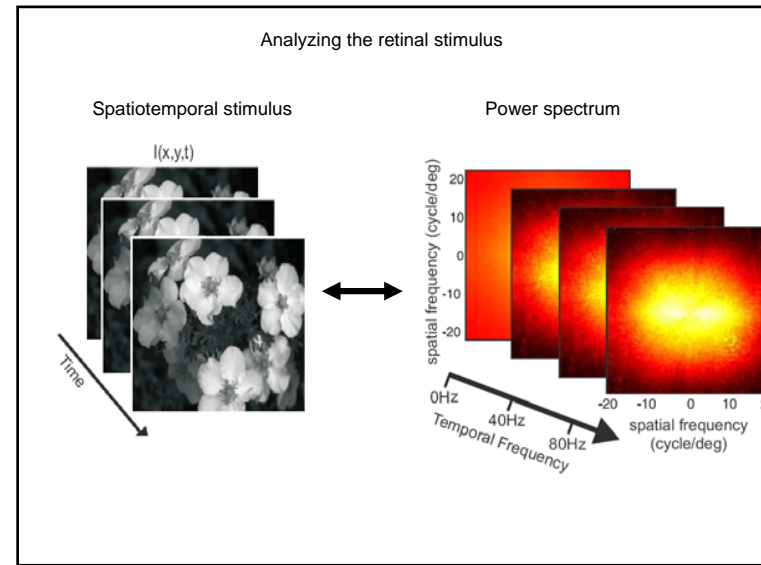 Analyzing the retinal stimulus
Spatiotemporal stimulus
Power spectrum
I(x,y,t)
Time
spatial frequency (cycle/deg)
20
10
0
-10
-20
0Hz
40Hz
80Hz
Temporal Frequency
-20 -10 0 10
spatial frequency
(cycle/deg)